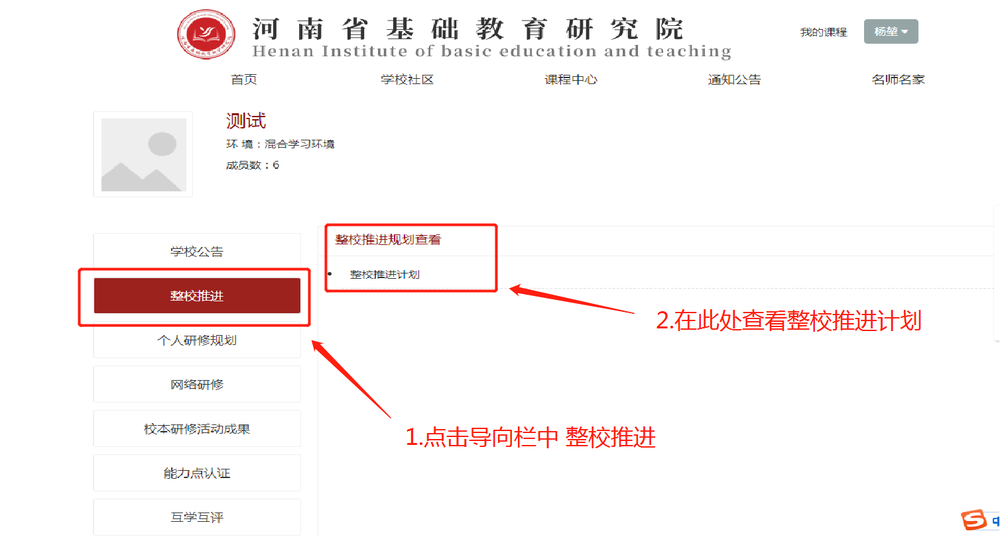 河南省基础教育研究院
Henan Institute of basic education and teaching
我的课程
杨堃
首页 学校社区 课程中心 通知公告 名师名家
测试
环 境：混合学习环境
成员数：6
学校公告
整校推进
个人研修规划
网络研修
校本研修活动成果
能力点认证
互学互评
整校推进规划查看
整校推进计划
2.在此处查看整校推进计划
1.点击导向栏中 整校推进